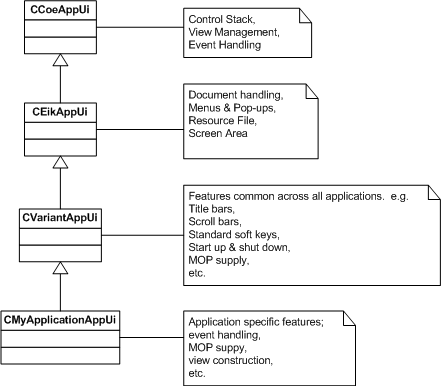 CCoeAppUi
Control Stack,
View Management,
Event Handling
CEikAppUi
Document handling,
Menus & Pop-ups,
Resource File,
Screen Area
CVariantAppUi
Features common across all applications. e.g.
Title bars,
Scroll bars,
Standard soft keys,
Start up & shut down,
MOP supply,
etc.
CMyApplicationAppUi
Application specific features;
event handling,
MOP suppy,
view construction,
etc.